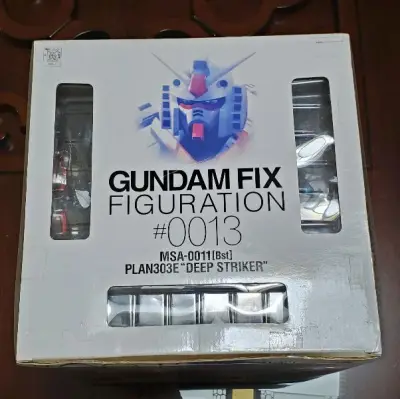 GUNDAM FIX
FIGURATION
#0013
MSA-0011[Bst]
PLAN303E"DEEP STRIKER"